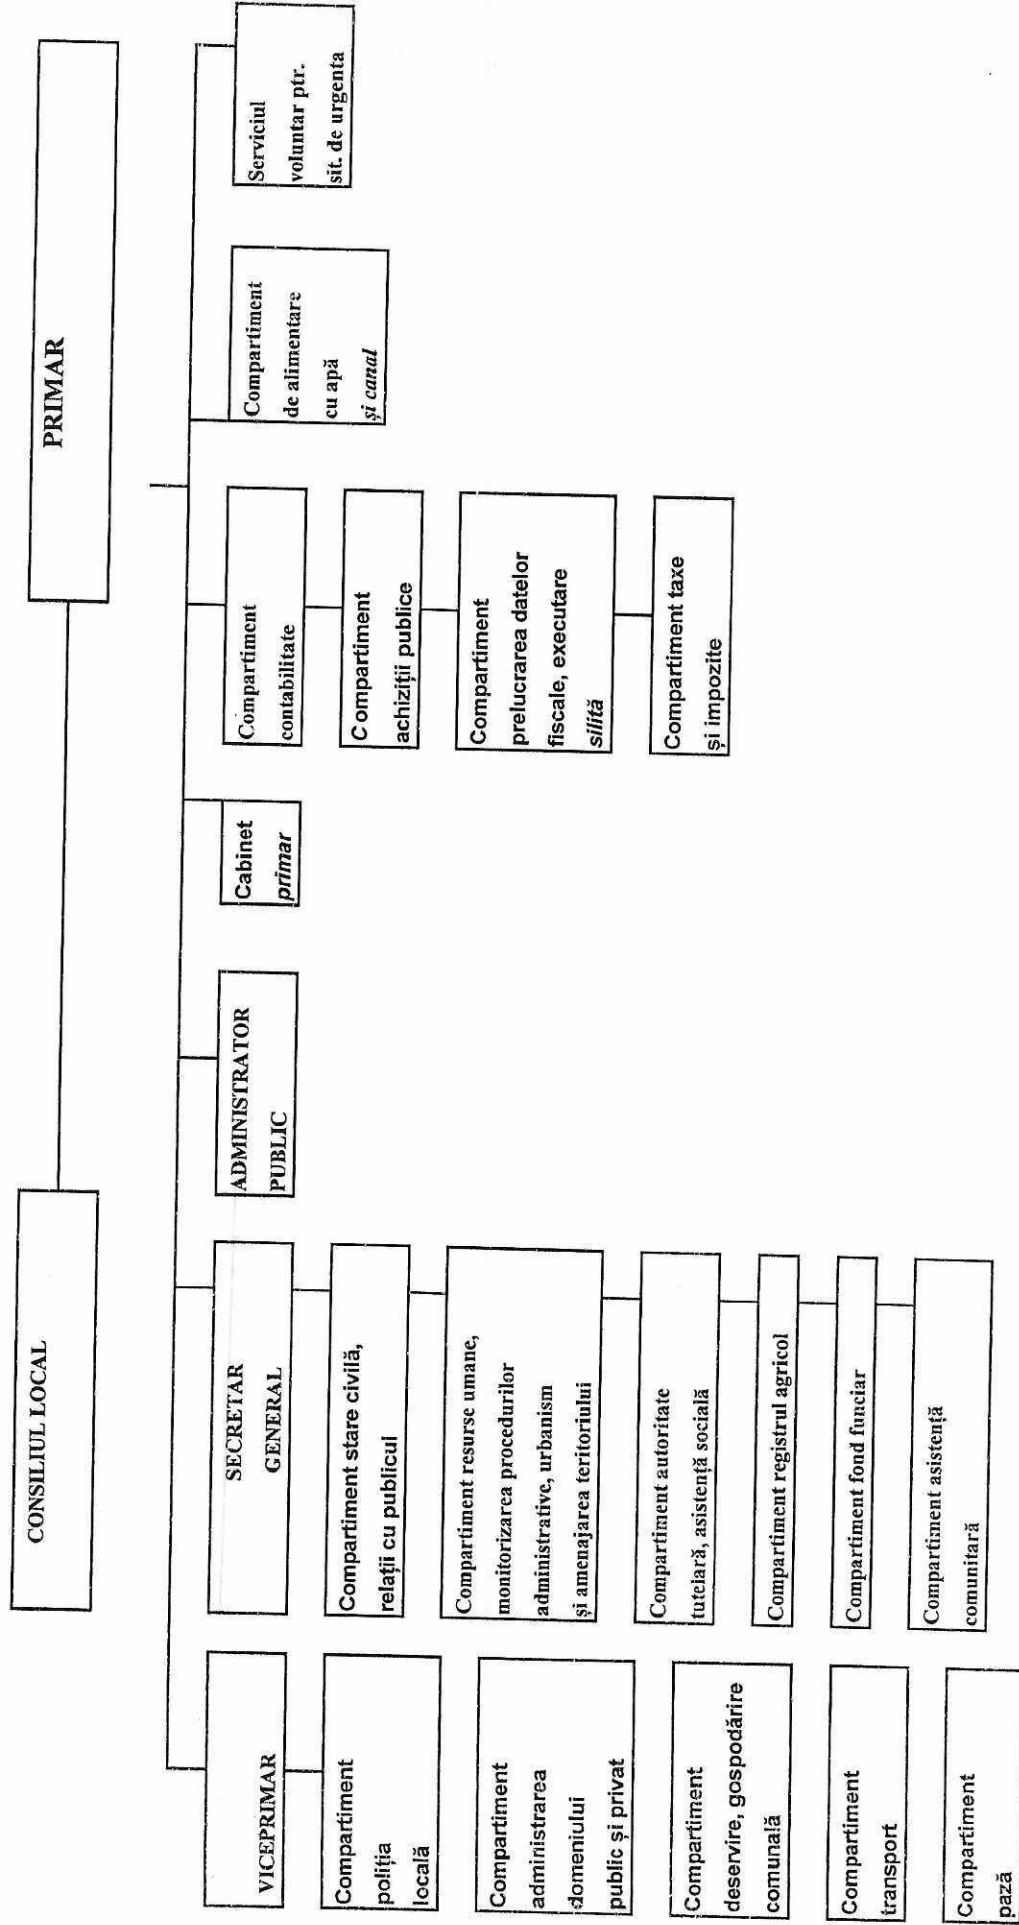 CONSILIUL LOCAL
PRIMAR
VICEPRIMAR
Compartiment
poliția
locală
Compartiment
administrarea
domeniului
public și privat
Compartiment
deservire, gospodărire
comunală
Compartiment
transport
Compartiment
pază
SECRETAR
GENERAL
Compartiment stare civilă,
relații cu publicul
Compartiment resurse umane,
monitorizarea procedurilor
administrative, urbanism
și amenajarea teritoriului
Compartiment autoritate
tutelară, asistență socială
Compartiment registrul agricol
Compartiment fond funciar
Compartiment asistență
comunitară
ADMINISTRATOR
PUBLIC
Cabinet
primar
Compartiment
contabilitate
Compartiment
achiziții publice
Compartiment
prelucrarea datelor
fiscale, executare
silită
Compartiment taxe
și impozite
Compartiment
de alimentare
cu apă
și canal
Serviciul
voluntar ptr.
sit. de urgenta